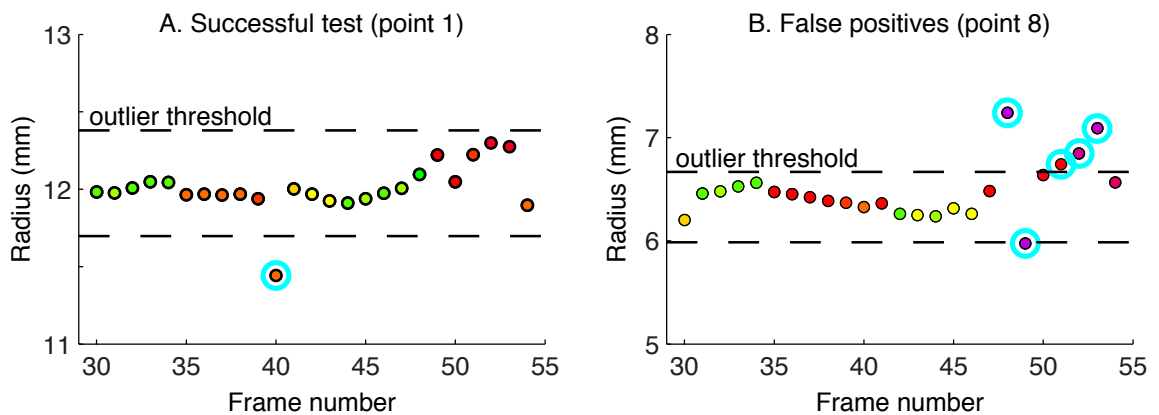 A. Successful test (point 1)
13
12
11
Radius (mm)
outlier threshold
30 35 40 45 50 55
Frame number
B. False positives (point 8)
8
7
6
5
Radius (mm)
outlier threshold
30 35 40 45 50 55
Frame number